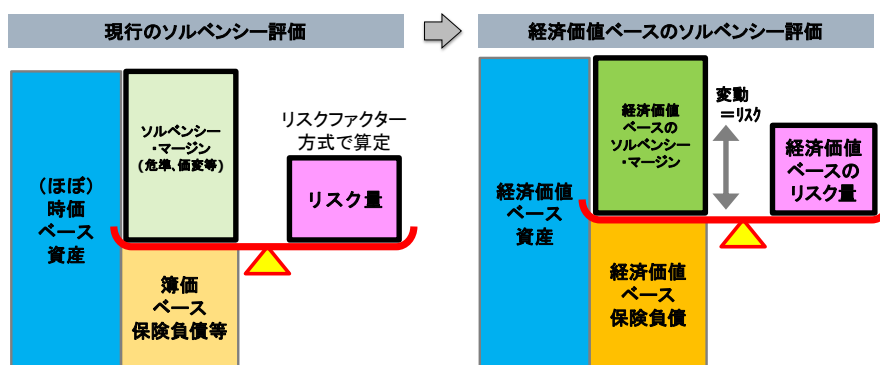 現行のソルベンシー評価
(ほぼ)
時価
ベース
資産
ソルベンシー
・マージン
(危準、価変等)
簿価
ベース
保険負債等
リスクファクター
方式で算定
リスク量
経済価値ベースのソルベンシー評価
経済価値
ベース
資産
経済価値
ベースの
ソルベンシー
・マージン
経済価値
ベース
保険負債
変動
=リスク
経済価値
ベースの
リスク量